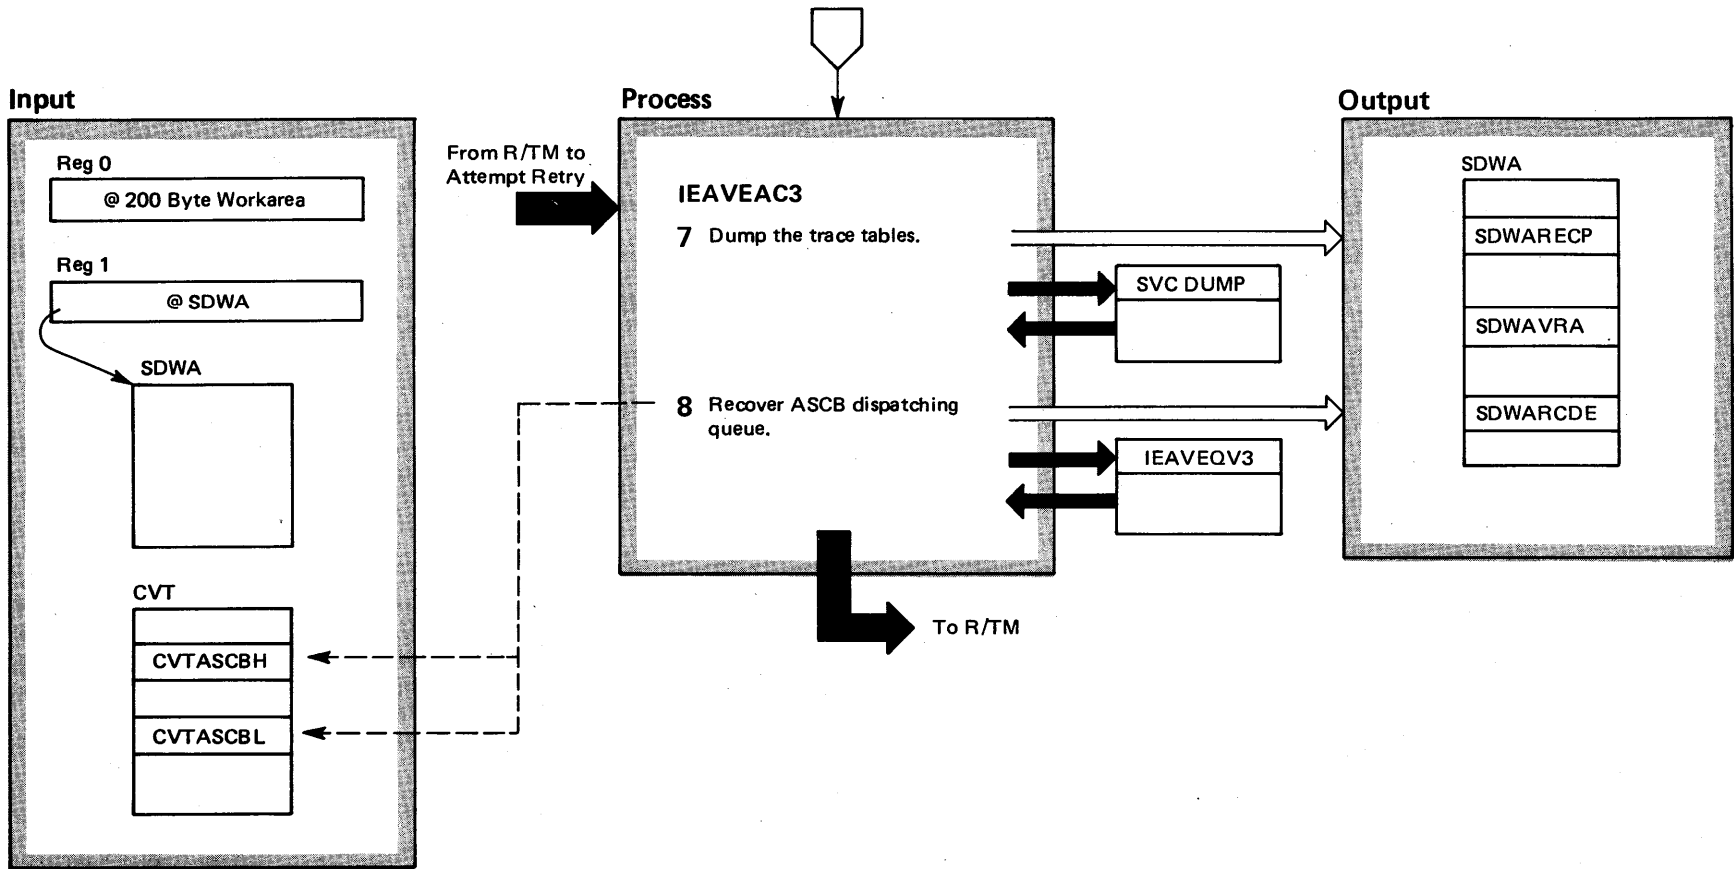 Input
Reg 0
@ 200 Byte Workarea
Reg 1
@ SDWA
SDWA
CVT
CVTASCBH
CVTASCBL
From R/TM to
Attempt Retry
Process
IEAVEAC3
7 Dump the trace tables.
SVC DUMP
8 Recover ASCB dispatching
queue.
IEAVEQV3
To R/TM
Output
SDWA
SDWARECP
SDWAVRA
SDWARCDE